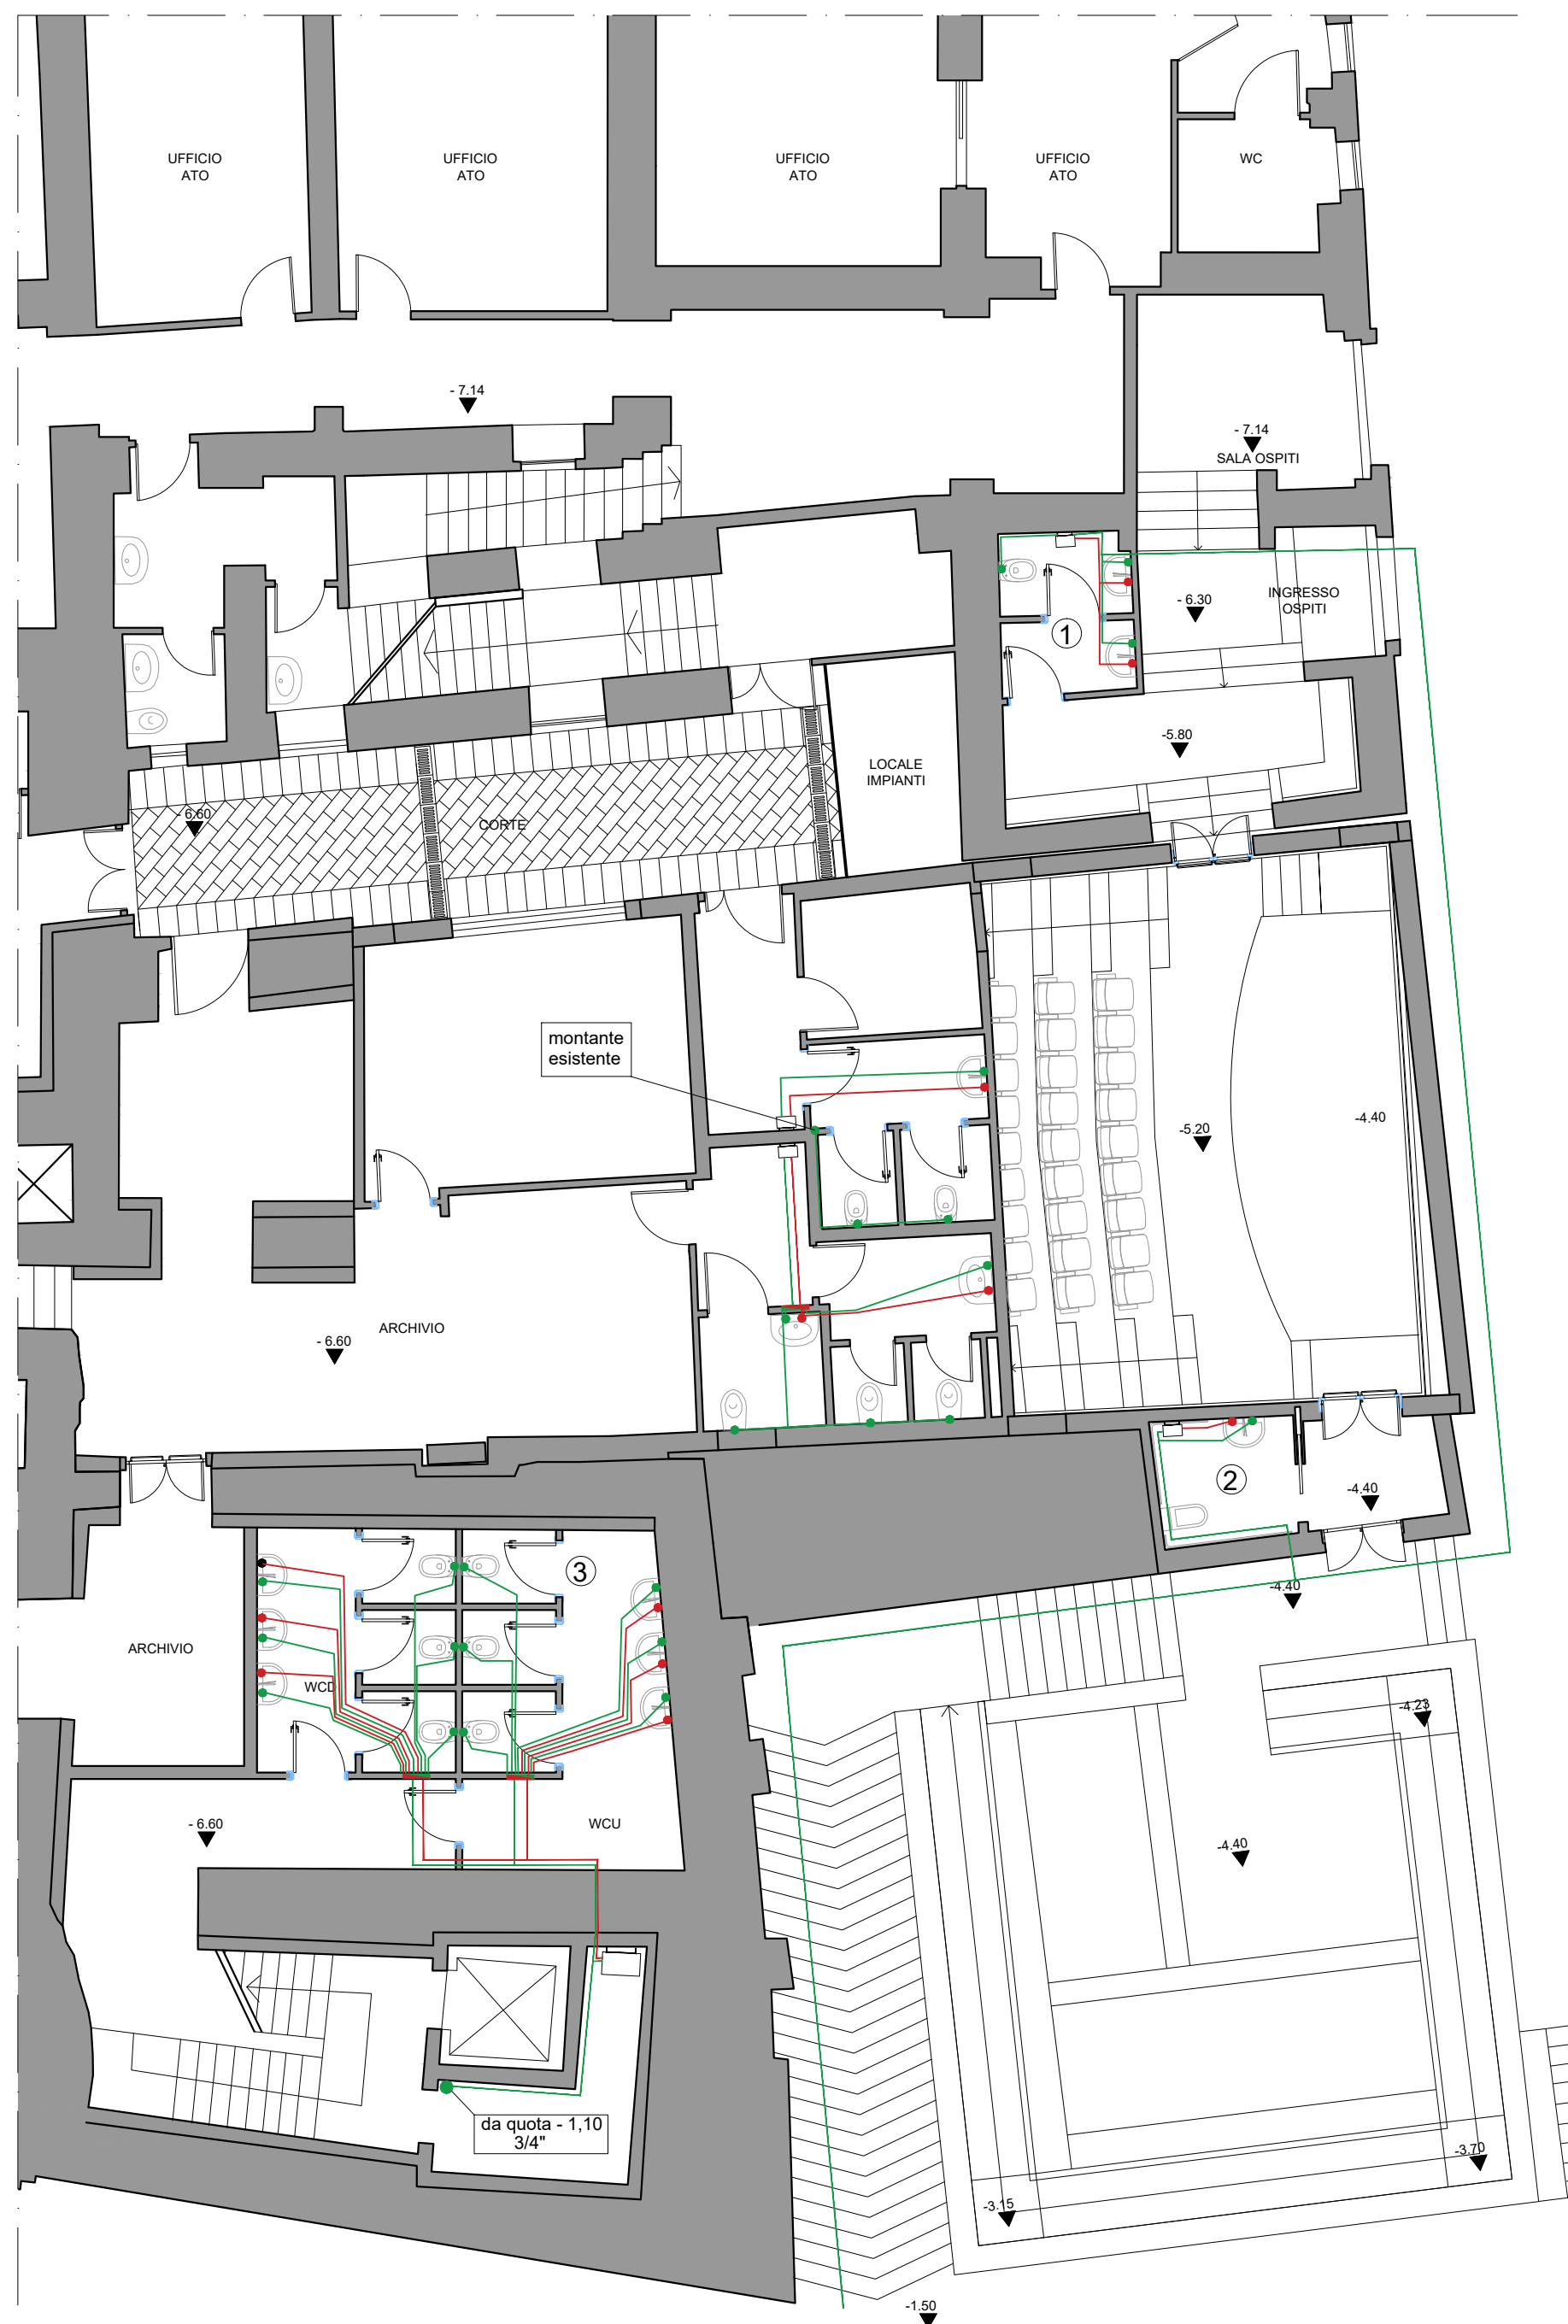 UFFICIO
ATO
UFFICIO
ATO
UFFICIO
ATO
UFFICIO
ATO
WC
- 7.14
- 7.14
SALA OSPITI
- 6.30
INGRESSO
OSPITI
1
-5.80
LOCALE
IMPIANTI
- 6.60
CORTE
montante
esistente
-5.20
-4.40
ARCHIVIO
- 6.60
2
-4.40
3
-4.40
ARCHIVIO
WCD
-4.23
WCU
- 6.60
-4.40
da quota - 1,10
3/4"
-3.70
-3.15
-1.50